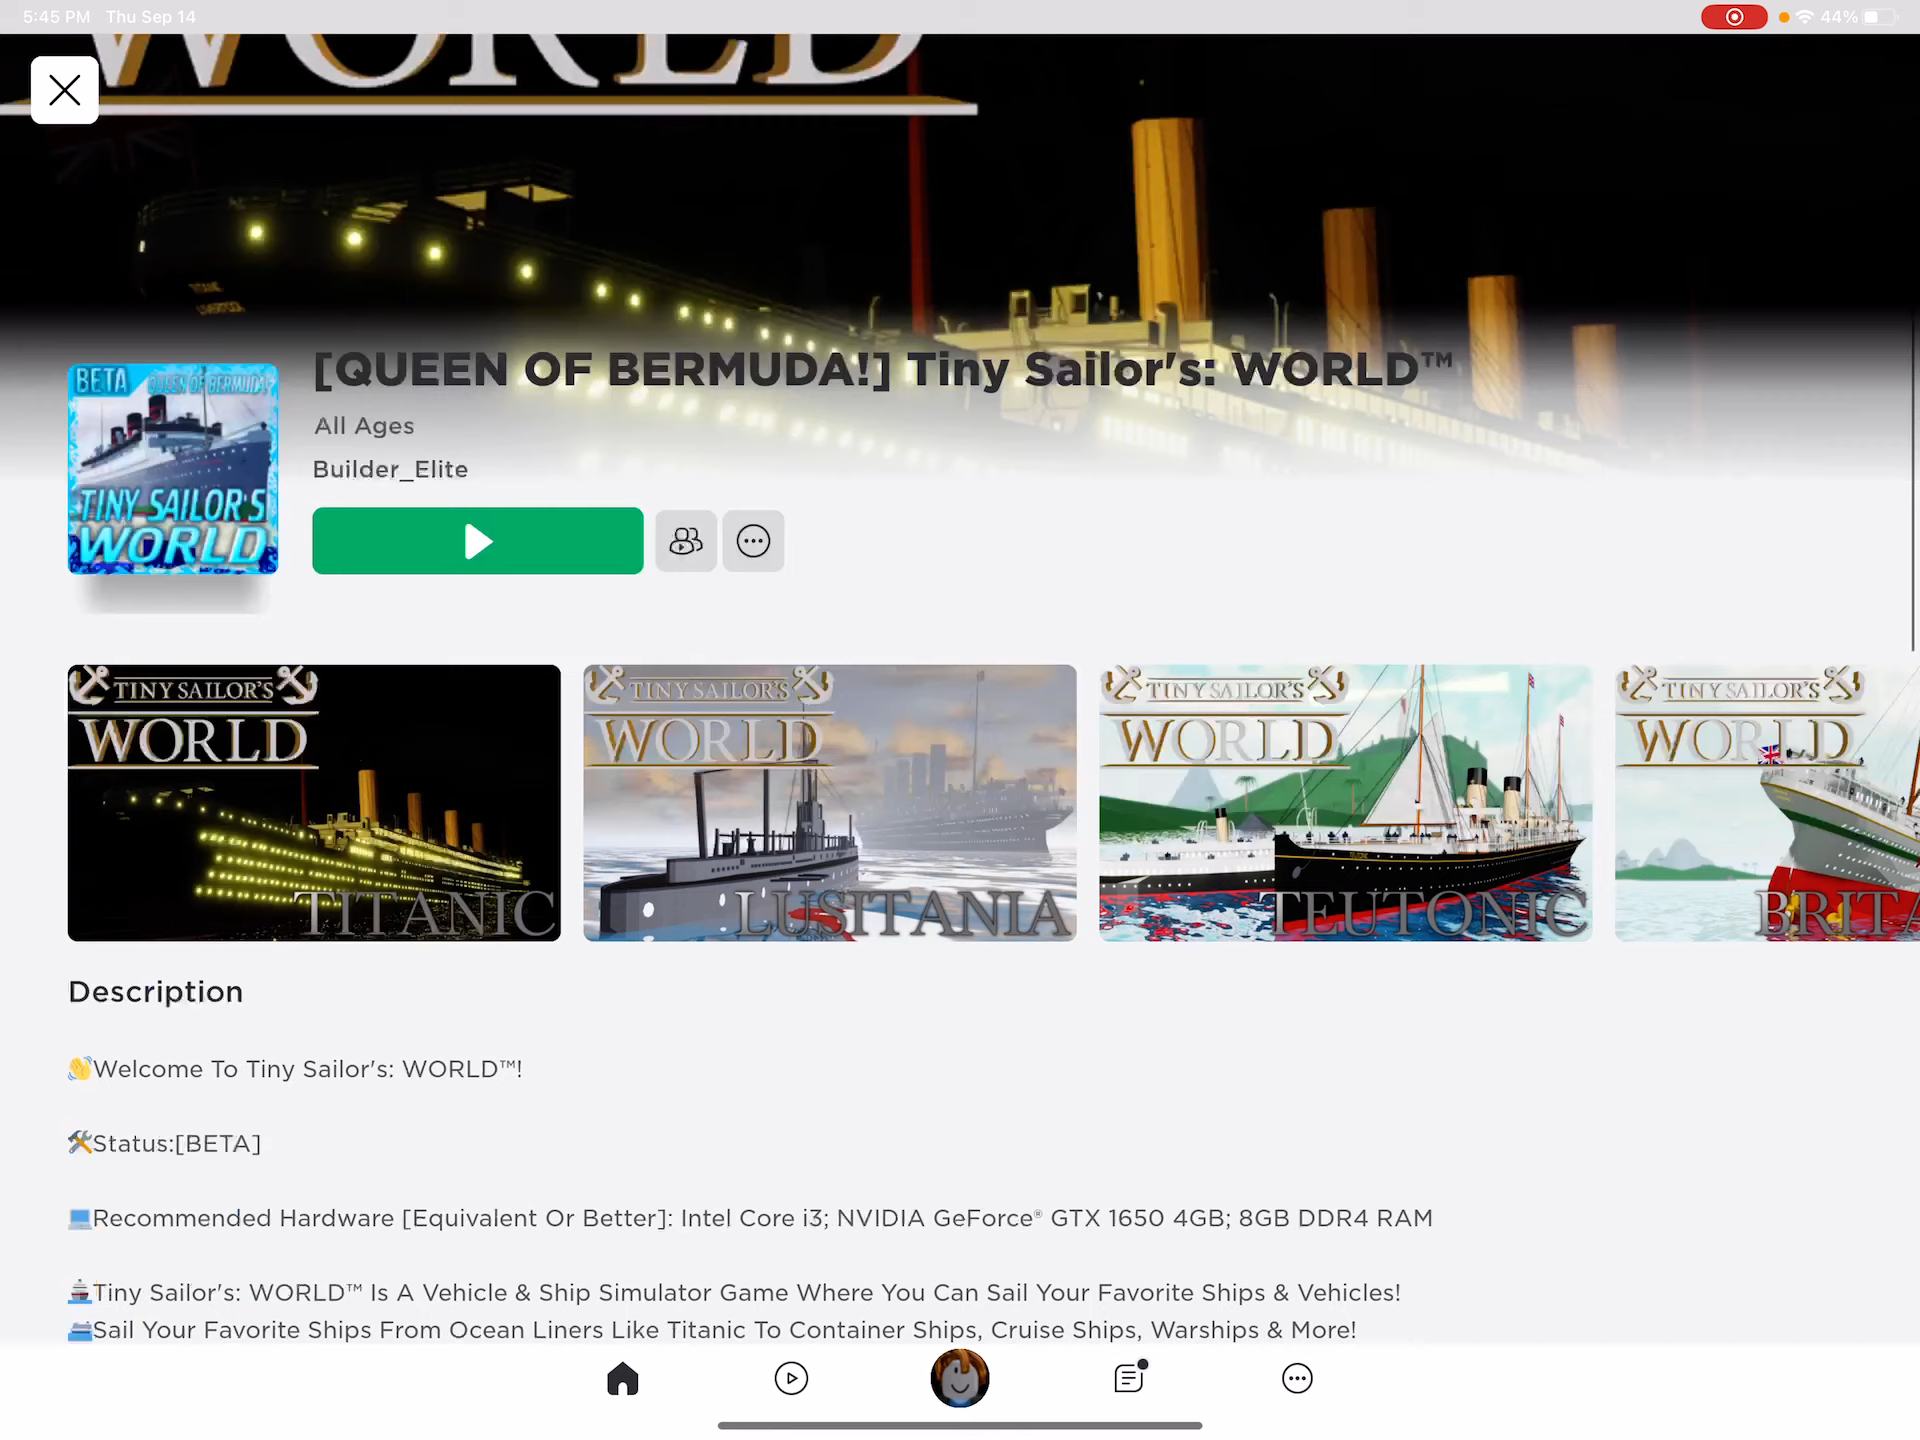 5:45 PM Thu Sep 14
44%
WORLD
TITANIC
LIVERPOOL
[QUEEN OF BERMUDA!] Tiny Sailor's: WORLD™
All Ages
Builder_Elite
BETA QUEEN OF BERMUDA!
TINY SAILOR'S
WORLD
TINY SAILOR'S
WORLD
TITANIC
TINY SAILOR'S
WORLD
LUSITANIA
TINY SAILOR'S
WORLD
TEUTONIC
TINY SAILOR'S
WORLD
BRITA
Description
👋Welcome To Tiny Sailor's: WORLD™!
🛠Status:[BETA]
💻Recommended Hardware [Equivalent Or Better]: Intel Core i3; NVIDIA GeForce® GTX 1650 4GB; 8GB DDR4 RAM
🚢Tiny Sailor's: WORLD™ Is A Vehicle & Ship Simulator Game Where You Can Sail Your Favorite Ships & Vehicles!
⛴Sail Your Favorite Ships From Ocean Liners Like Titanic To Container Ships, Cruise Ships, Warships & More!